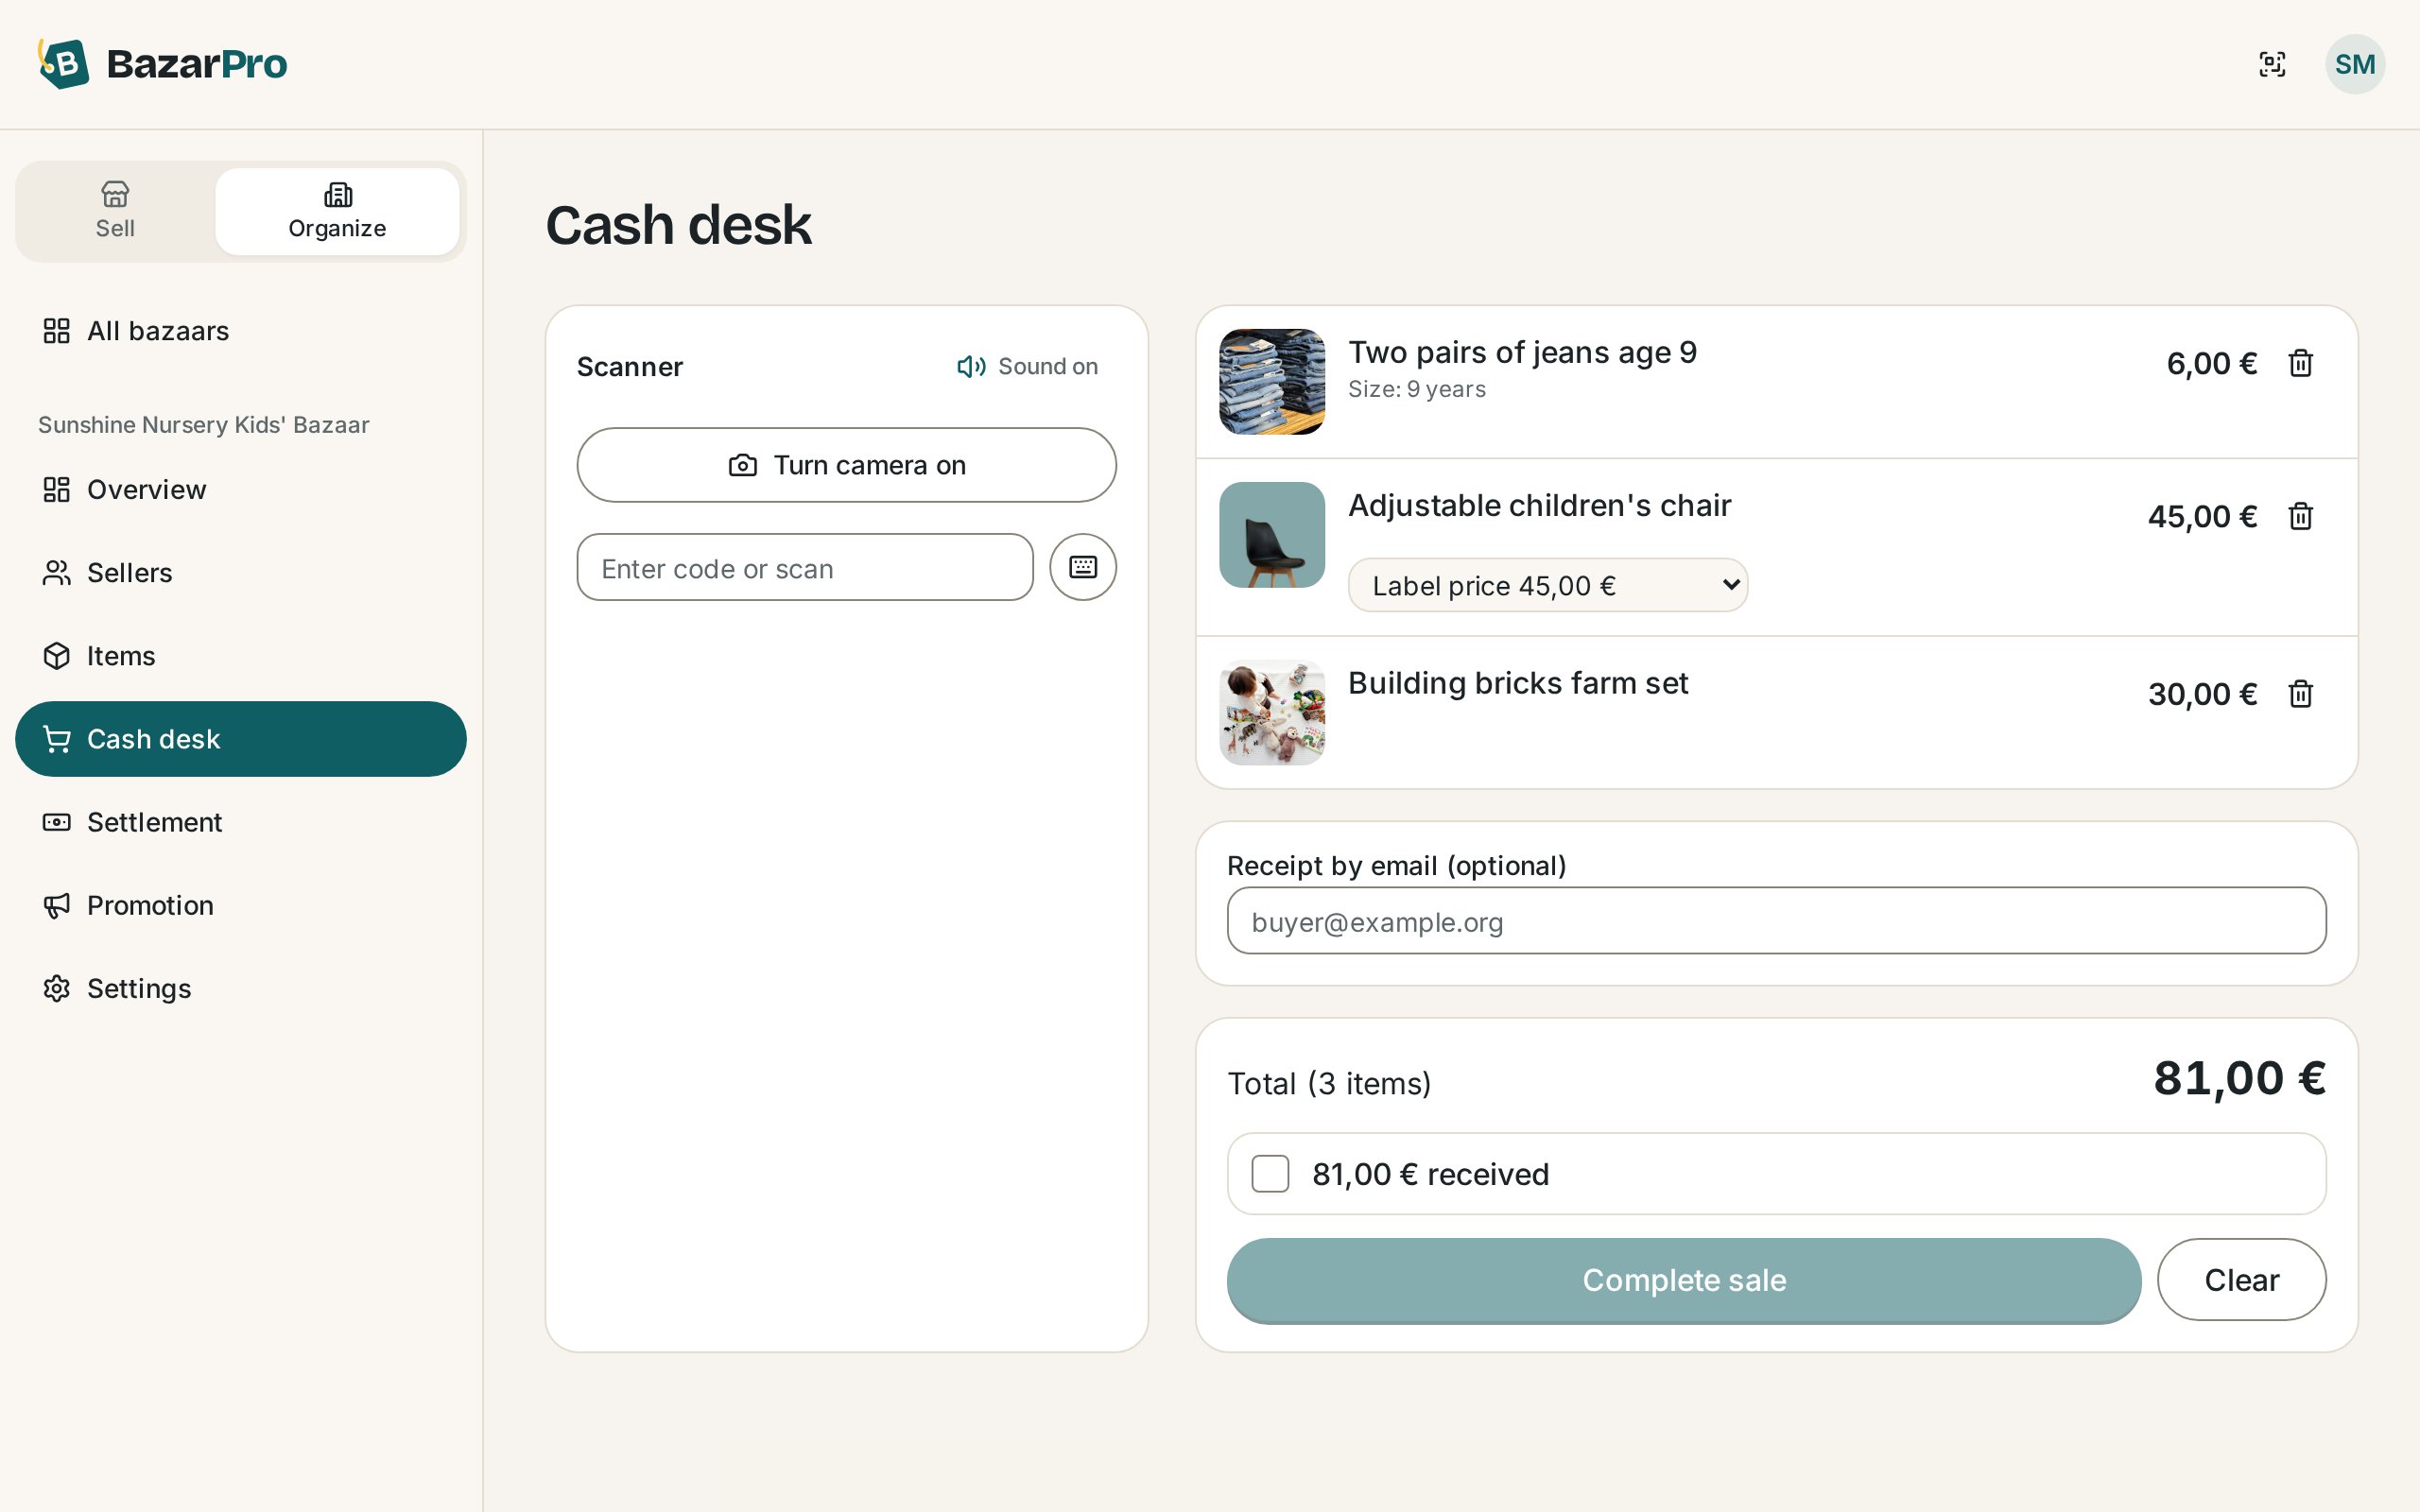 BazarPro
SM
Sell
Organize
All bazaars
Sunshine Nursery Kids' Bazaar
Overview
Sellers
Items
Cash desk
Settlement
Promotion
Settings
Cash desk
Scanner
Sound on
Turn camera on
Enter code or scan
Two pairs of jeans age 9
Size: 9 years
6,00 €
Adjustable children's chair
45,00 €
Label price 45,00 €
Building bricks farm set
30,00 €
Receipt by email (optional)
buyer@example.org
Total (3 items)
81,00 €
81,00 € received
Complete sale
Clear